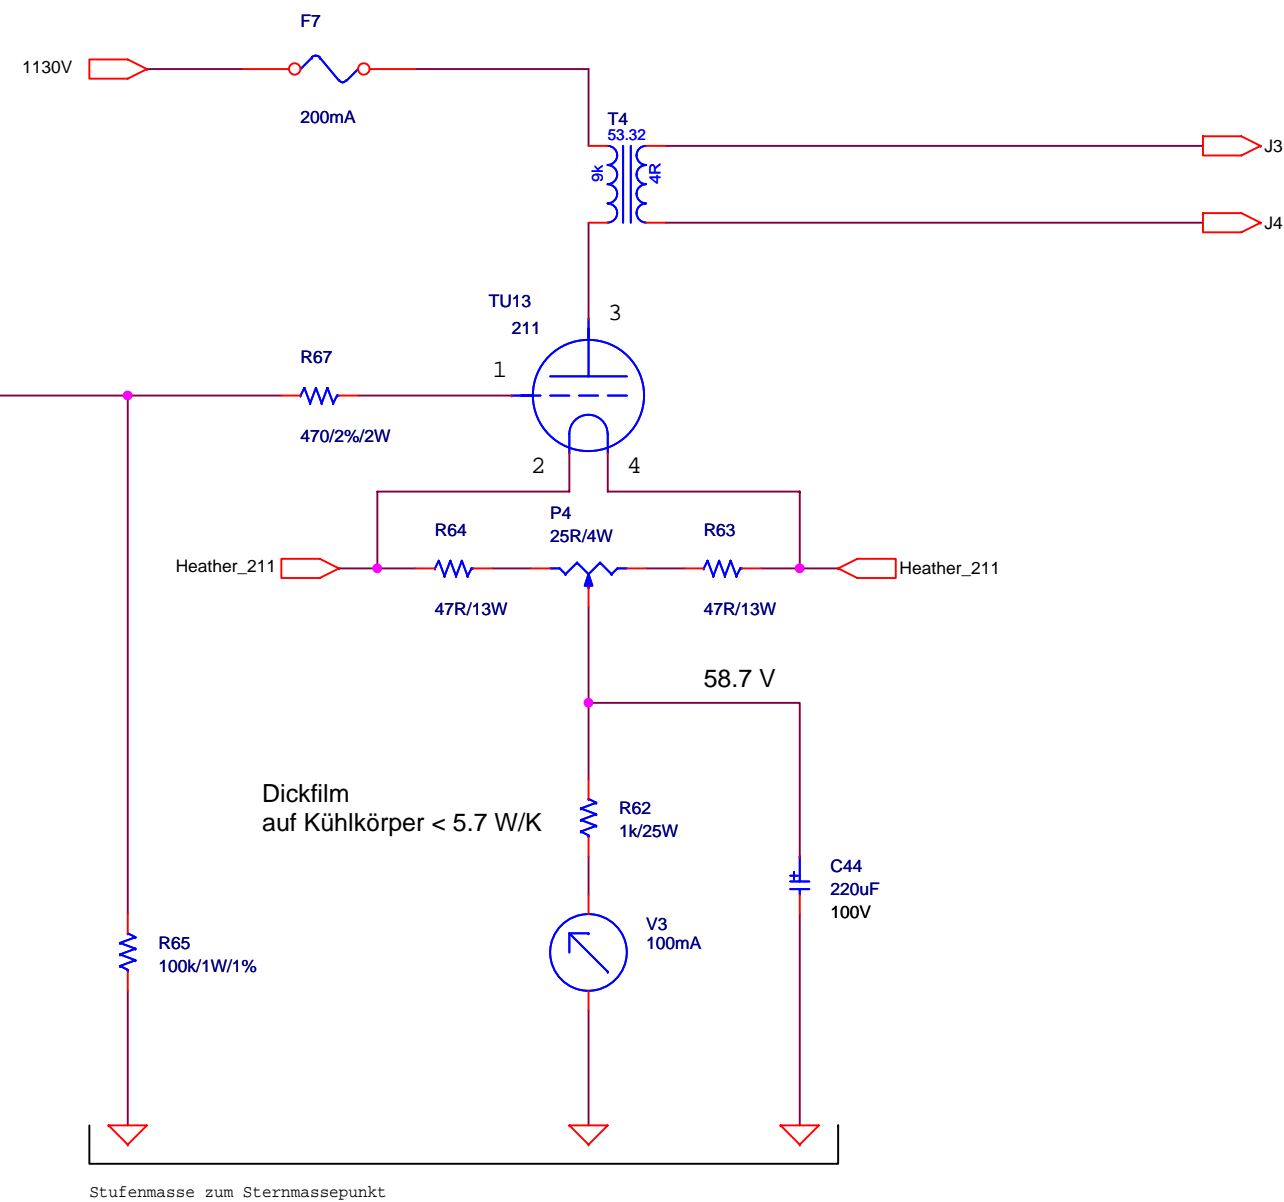 F7
1130V
200mA
T4
53.32
9k
4R
J3
J4
TU13
211
3
R67
1
470/2%/2W
2
4
P4
25R/4W
R64
R63
Heather_211
Heather_211
47R/13W
47R/13W
58.7 V
Dickfilm
auf Kühlkörper < 5.7 W/K
R62
1k/25W
C44
220uF
100V
V3
100mA
R65
100k/1W/1%
Stufenmasse zum Sternmassepunkt